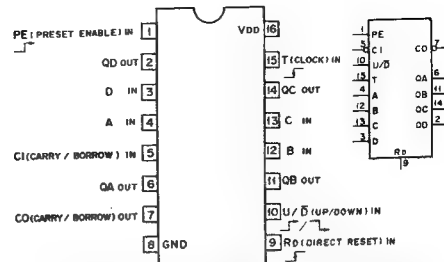 PE (PRESET ENABLE) IN 1
QD OUT 2
D IN 3
A IN 4
CI (CARRY / BORROW) IN 5
QA OUT 6
CO (CARRY / BORROW) OUT 7
8 GND
VDD 16
15 T (CLOCK) IN
14 QC OUT
13 C IN
12 B IN
11 QB OUT
10 U/D̅ (UP/DOWN) IN
9 RD (DIRECT RESET) IN
1 PE
5 CI CO 7
10 U/D̅
15 T QA 6
4 A QB 11
12 B QC 14
13 C QD 2
3 D
RD
9